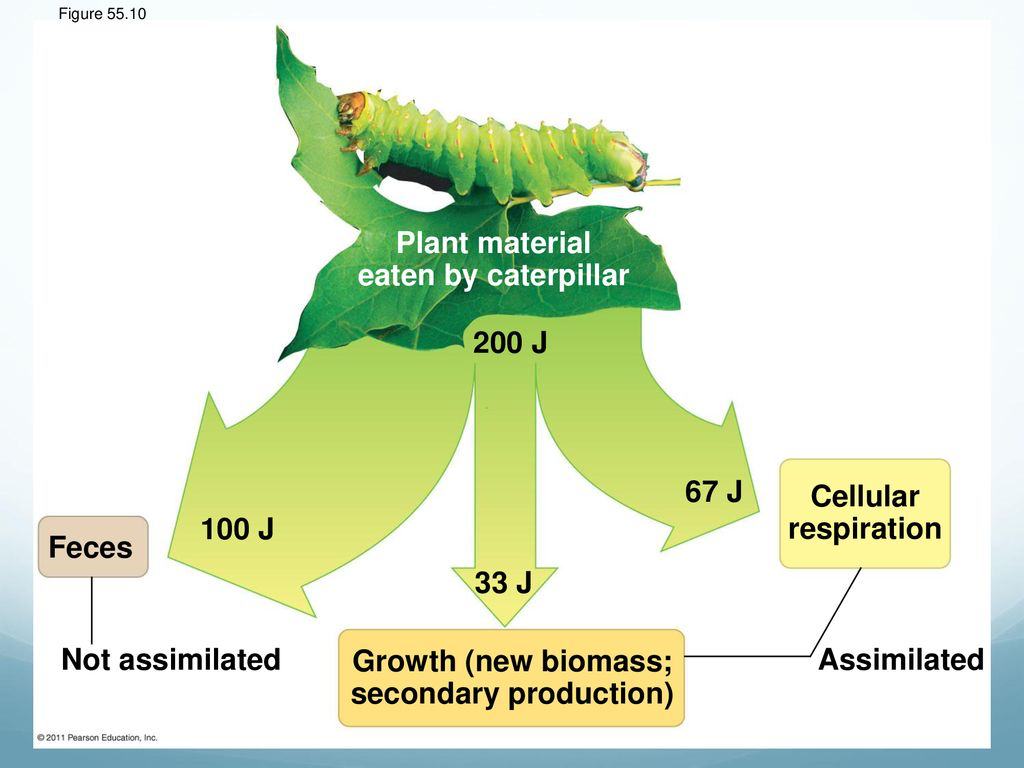 Figure 55.10
Plant material
eaten by caterpillar
200 J
67 J
Cellular
respiration
100 J
Feces
33 J
Not assimilated
Growth (new biomass;
secondary production)
Assimilated
© 2011 Pearson Education, Inc.